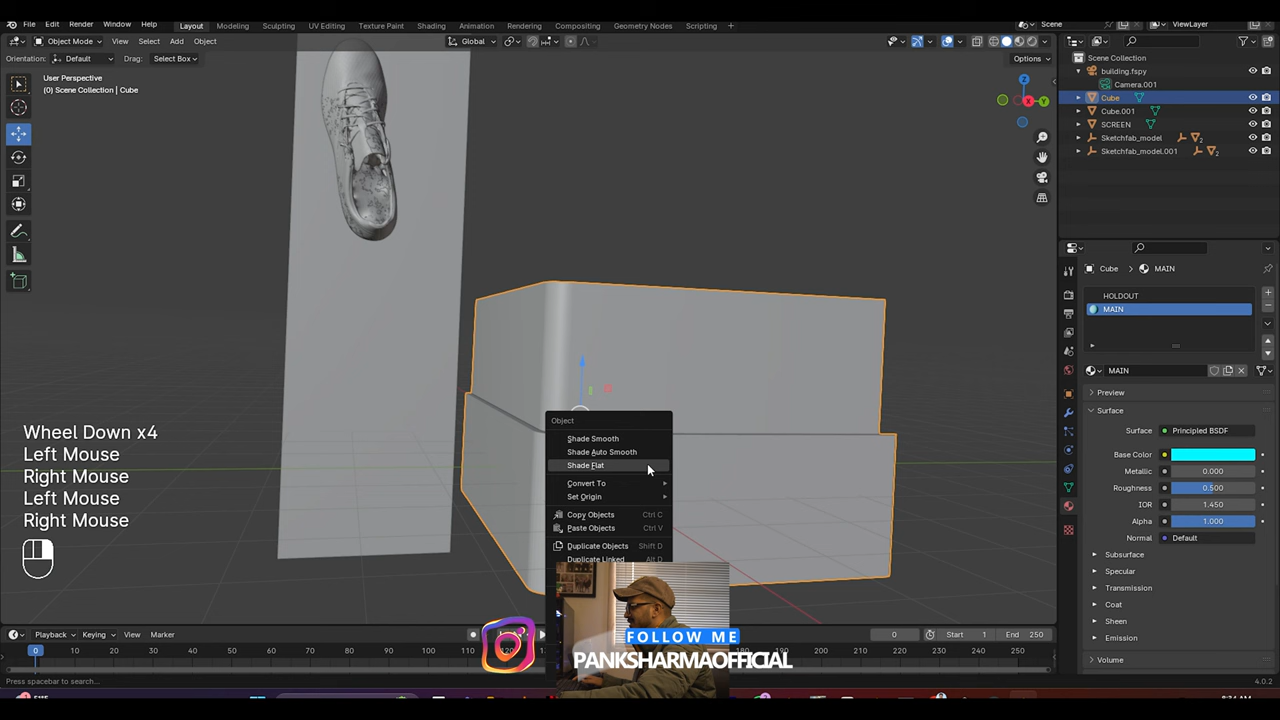 File Edit Render Window Help
Layout Modeling Sculpting UV Editing Texture Paint Shading Animation Rendering Compositing Geometry Nodes Scripting +
Scene
ViewLayer
Object Mode View Select Add Object
Global
Orientation: Default Drag: Select Box
Options
User Perspective
(0) Scene Collection | Cube
X
Y
Z
Scene Collection
building.fspy
Camera.001
Cube
Cube.001
SCREEN
Sketchfab_model
2
Sketchfab_model.001
2
Cube > MAIN
HOLDOUT
MAIN
MAIN
Preview
Surface
Surface Principled BSDF
Base Color
Metallic 0.000
Roughness 0.500
IOR 1.450
Alpha 1.000
Normal Default
Subsurface
Specular
Transmission
Coat
Sheen
Emission
Volume
Object
Shade Smooth
Shade Auto Smooth
Shade Flat
Convert To
Set Origin
Copy Objects Ctrl C
Paste Objects Ctrl V
Duplicate Objects Shift D
Duplicate Linked Alt D
Wheel Down x4
Left Mouse
Right Mouse
Left Mouse
Right Mouse
Playback Keying View Marker
0 Start 1 End 250
0 10 20 30 40 50 60 70 80 90 100 110 120 180 190 200 210 220 230 240 250
FOLLOW ME
PANKSHARMAOFFICIAL
Press spacebar to search...
4.0.2